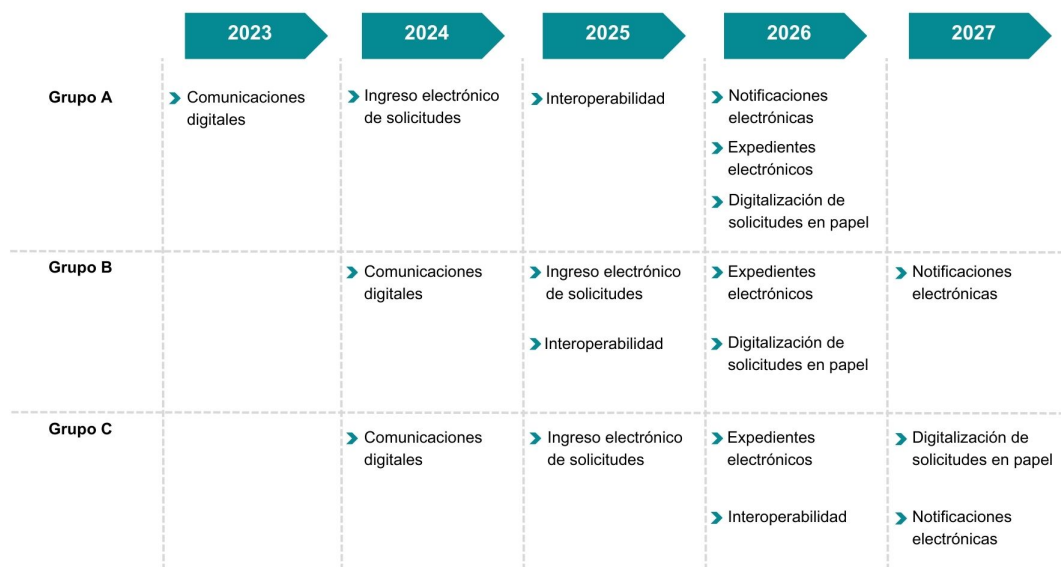 2023
2024
2025
2026
2027
Grupo A
Comunicaciones
digitales
Ingreso electrónico
de solicitudes
Interoperabilidad
Notificaciones
electrónicas
Expedientes
electrónicos
Digitalización de
solicitudes en papel
Grupo B
Comunicaciones
digitales
Ingreso electrónico
de solicitudes
Interoperabilidad
Expedientes
electrónicos
Digitalización de
solicitudes en papel
Notificaciones
electrónicas
Grupo C
Comunicaciones
digitales
Ingreso electrónico
de solicitudes
Expedientes
electrónicos
Interoperabilidad
Digitalización de
solicitudes en papel
Notificaciones
electrónicas